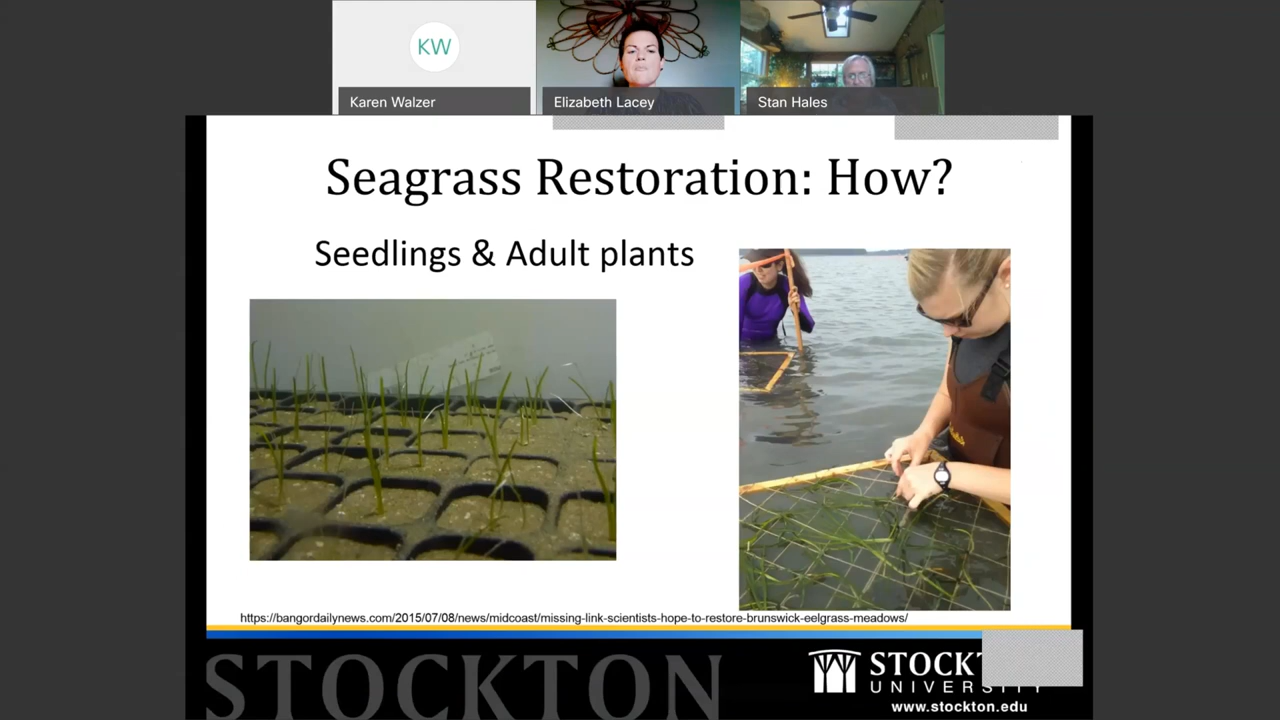 KW
Karen Walzer
Elizabeth Lacey
Stan Hales
Seagrass Restoration: How?
Seedlings & Adult plants
https://bangordailynews.com/2015/07/08/news/midcoast/missing-link-scientists-hope-to-restore-brunswick-eelgrass-meadows/
STOCKTON
STOCKT
UNIVERSITY
www.stockton.edu